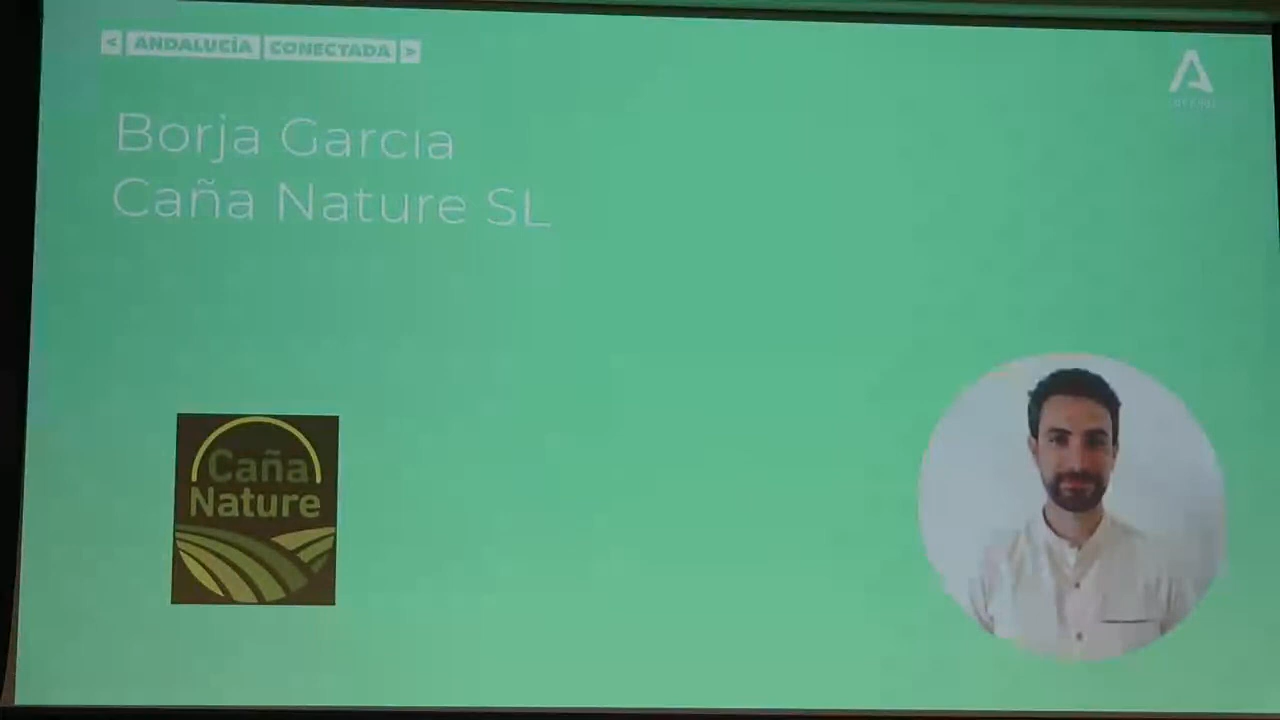 < ANDALUCÍA CONECTADA >
Borja García
Caña Nature SL
Caña
Nature